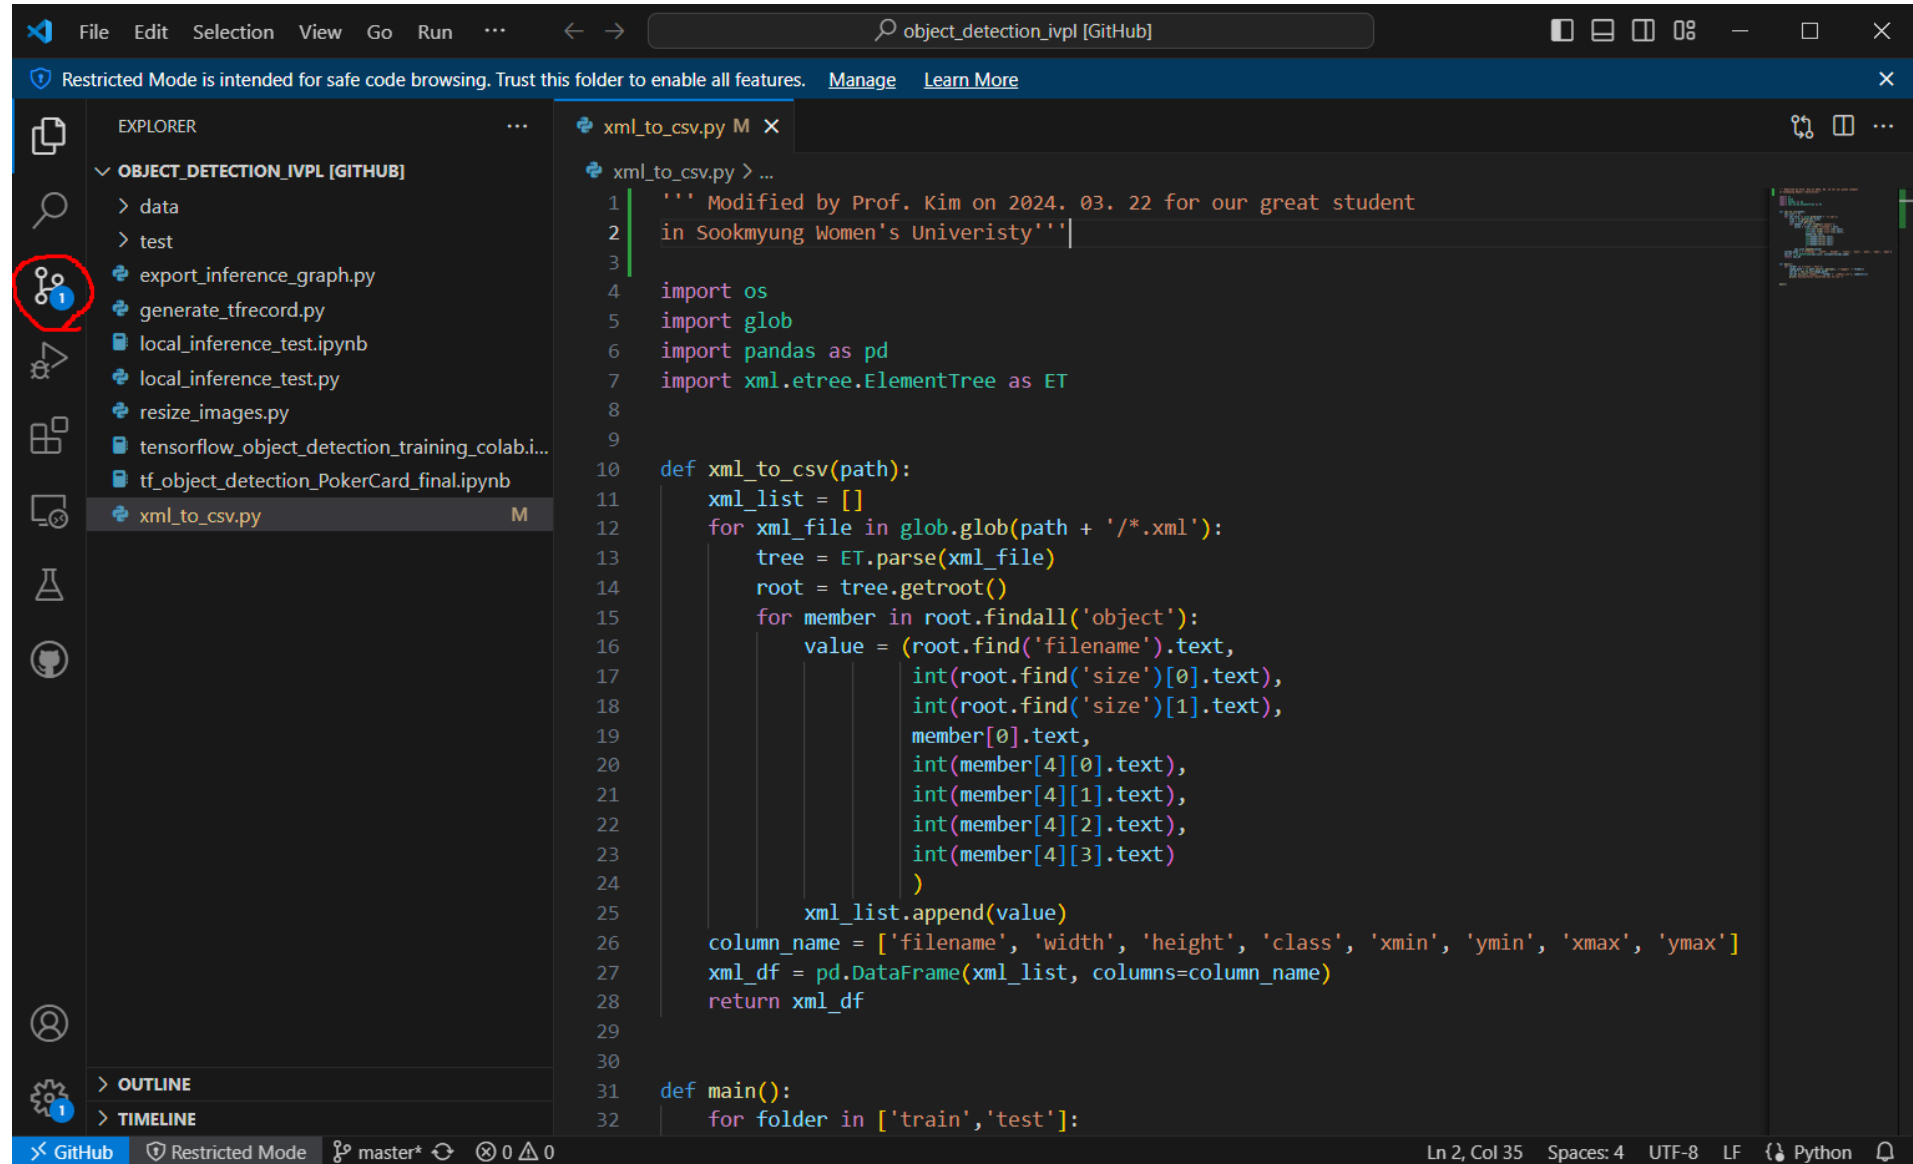 File Edit Selection View Go Run ··· object_detection_ivpl [GitHub]
Restricted Mode is intended for safe code browsing. Trust this folder to enable all features. Manage Learn More
EXPLORER
OBJECT_DETECTION_IVPL [GITHUB]
data
test
export_inference_graph.py
generate_tfrecord.py
local_inference_test.ipynb
local_inference_test.py
resize_images.py
tensorflow_object_detection_training_colab.i...
tf_object_detection_PokerCard_final.ipynb
xml_to_csv.py M
1
OUTLINE
TIMELINE
1
xml_to_csv.py M
xml_to_csv.py > ...
1 ''' Modified by Prof. Kim on 2024. 03. 22 for our great student
2 in Sookmyung Women's Univeristy'''
3
4 import os
5 import glob
6 import pandas as pd
7 import xml.etree.ElementTree as ET
8
9
10 def xml_to_csv(path):
11     xml_list = []
12     for xml_file in glob.glob(path + '/*.xml'):
13         tree = ET.parse(xml_file)
14         root = tree.getroot()
15         for member in root.findall('object'):
16             value = (root.find('filename').text,
17                      int(root.find('size')[0].text),
18                      int(root.find('size')[1].text),
19                      member[0].text,
20                      int(member[4][0].text),
21                      int(member[4][1].text),
22                      int(member[4][2].text),
23                      int(member[4][3].text)
24                      )
25             xml_list.append(value)
26     column_name = ['filename', 'width', 'height', 'class', 'xmin', 'ymin', 'xmax', 'ymax']
27     xml_df = pd.DataFrame(xml_list, columns=column_name)
28     return xml_df
29
30
31 def main():
32     for folder in ['train','test']:
GitHub Restricted Mode master* 0 0 Ln 2, Col 35 Spaces: 4 UTF-8 LF Python